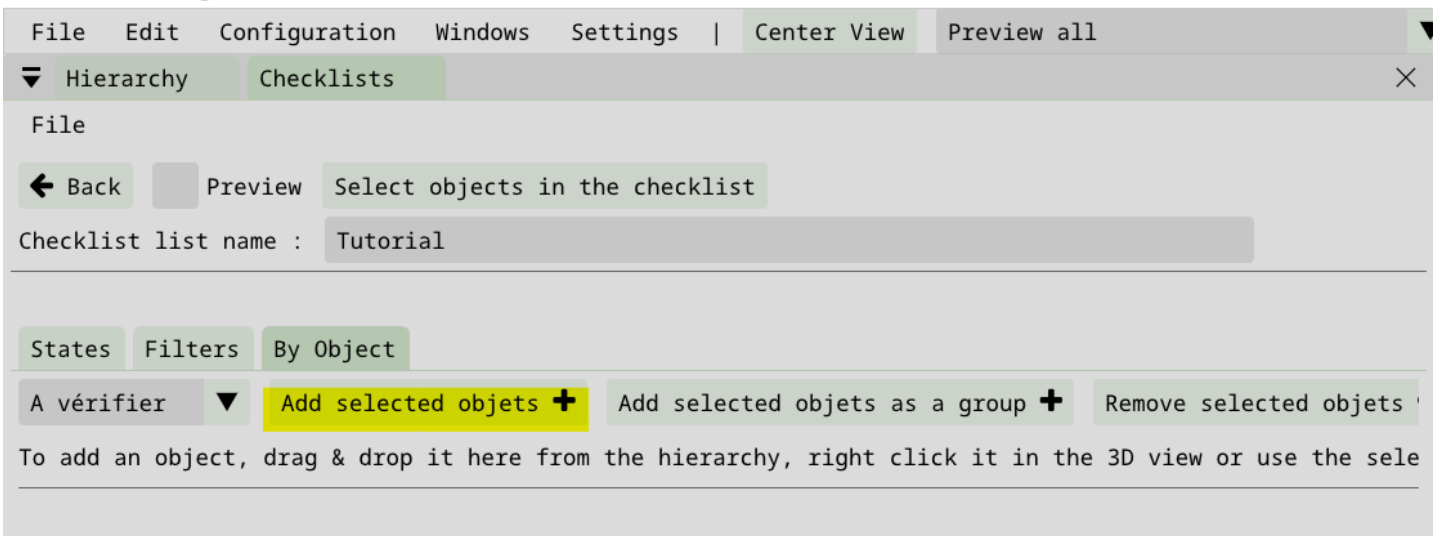 File Edit Configuration Windows Settings | Center View Preview all
Hierarchy Checklists
File
Back Preview Select objects in the checklist
Checklist list name : Tutorial
States Filters By Object
A vérifier Add selected objets + Add selected objets as a group + Remove selected objets
To add an object, drag & drop it here from the hierarchy, right click it in the 3D view or use the sele